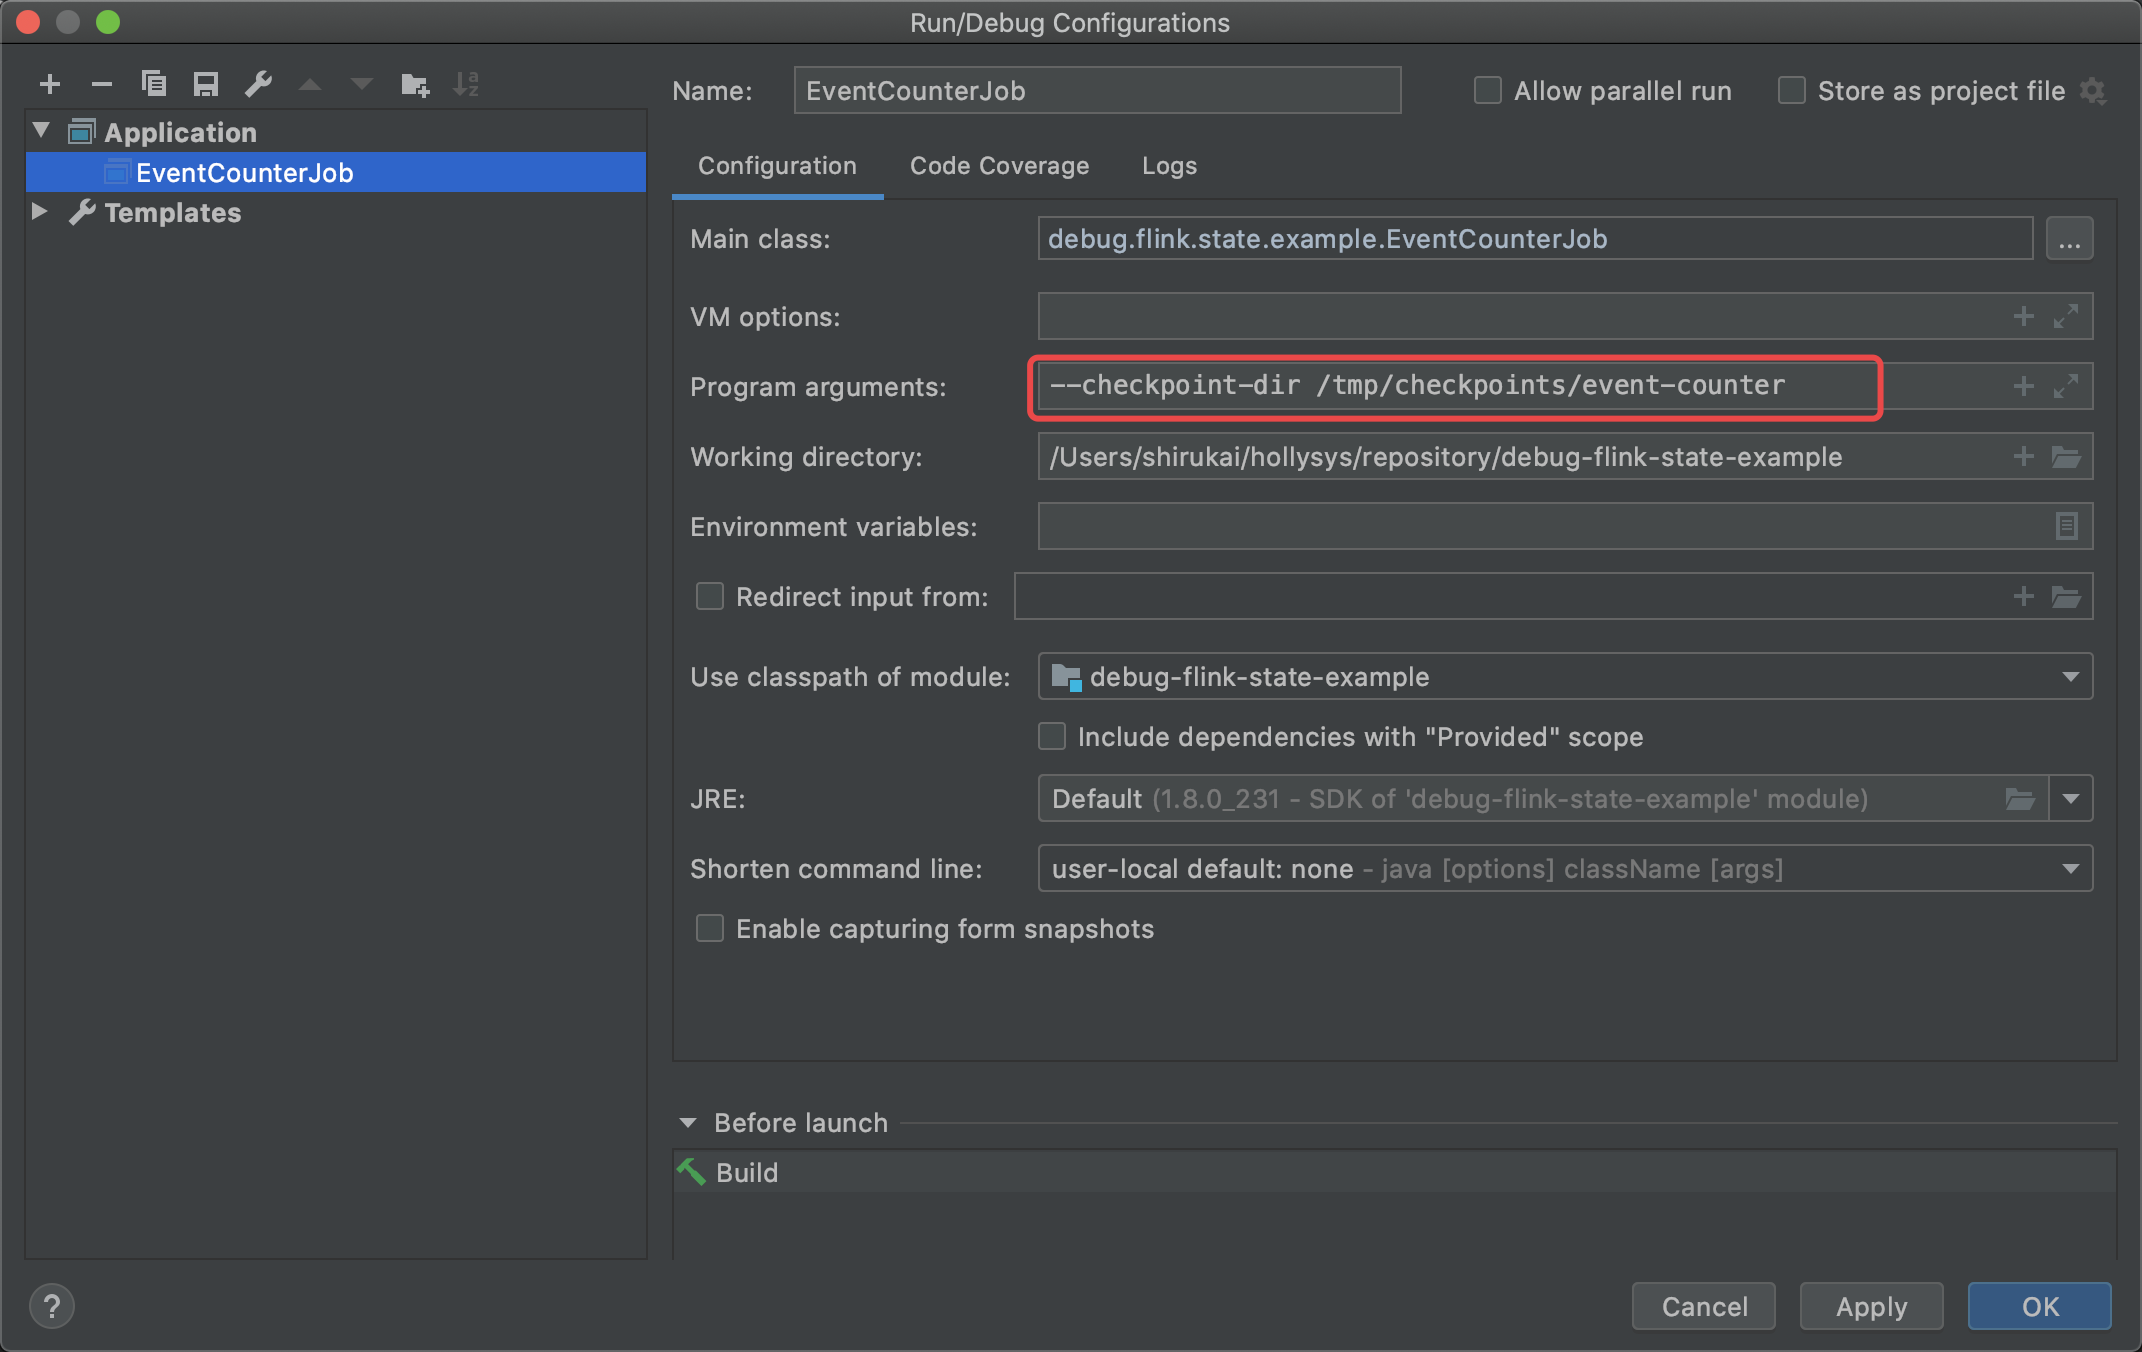 Run/Debug Configurations
Name: EventCounterJob Allow parallel run Store as project file
Application
EventCounterJob
Templates
Configuration Code Coverage Logs
Main class: debug.flink.state.example.EventCounterJob ...
VM options:
Program arguments: --checkpoint-dir /tmp/checkpoints/event-counter
Working directory: /Users/shirukai/hollysys/repository/debug-flink-state-example
Environment variables:
Redirect input from:
Use classpath of module: debug-flink-state-example
Include dependencies with "Provided" scope
JRE: Default (1.8.0_231 - SDK of 'debug-flink-state-example' module)
Shorten command line: user-local default: none - java [options] className [args]
Enable capturing form snapshots
Before launch
Build
? Cancel Apply OK